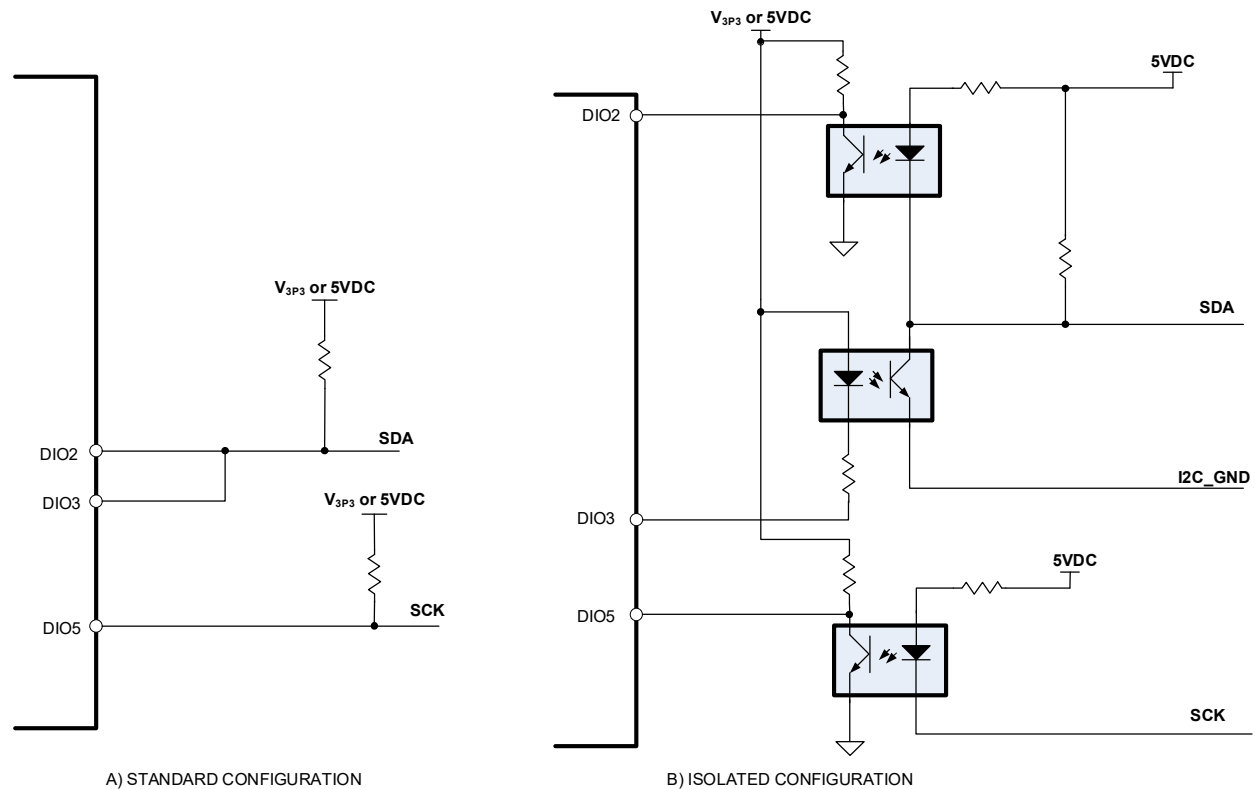 V3P3 or 5VDC
DIO2
DIO3
SDA
V3P3 or 5VDC
DIO5
SCK
A) STANDARD CONFIGURATION
V3P3 or 5VDC
5VDC
DIO2
SDA
I2C_GND
DIO3
5VDC
DIO5
SCK
B) ISOLATED CONFIGURATION